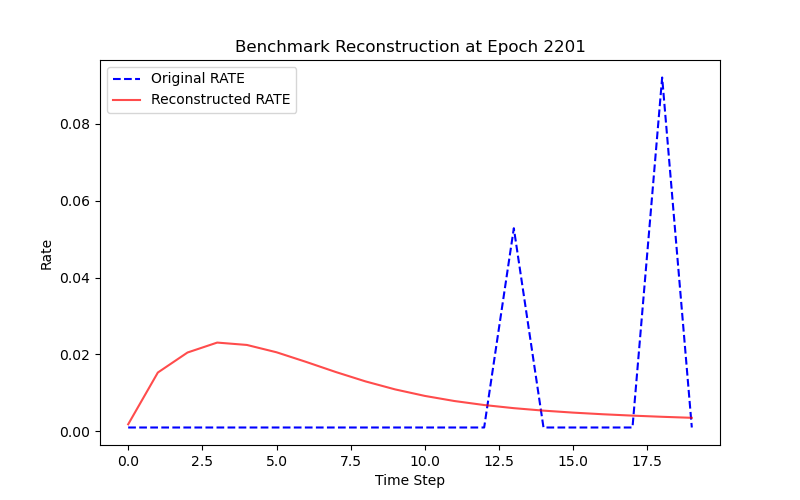 Benchmark Reconstruction at Epoch 2201
Original RATE
Reconstructed RATE
Rate
0.08
0.06
0.04
0.02
0.00
0.0 2.5 5.0 7.5 10.0 12.5 15.0 17.5
Time Step